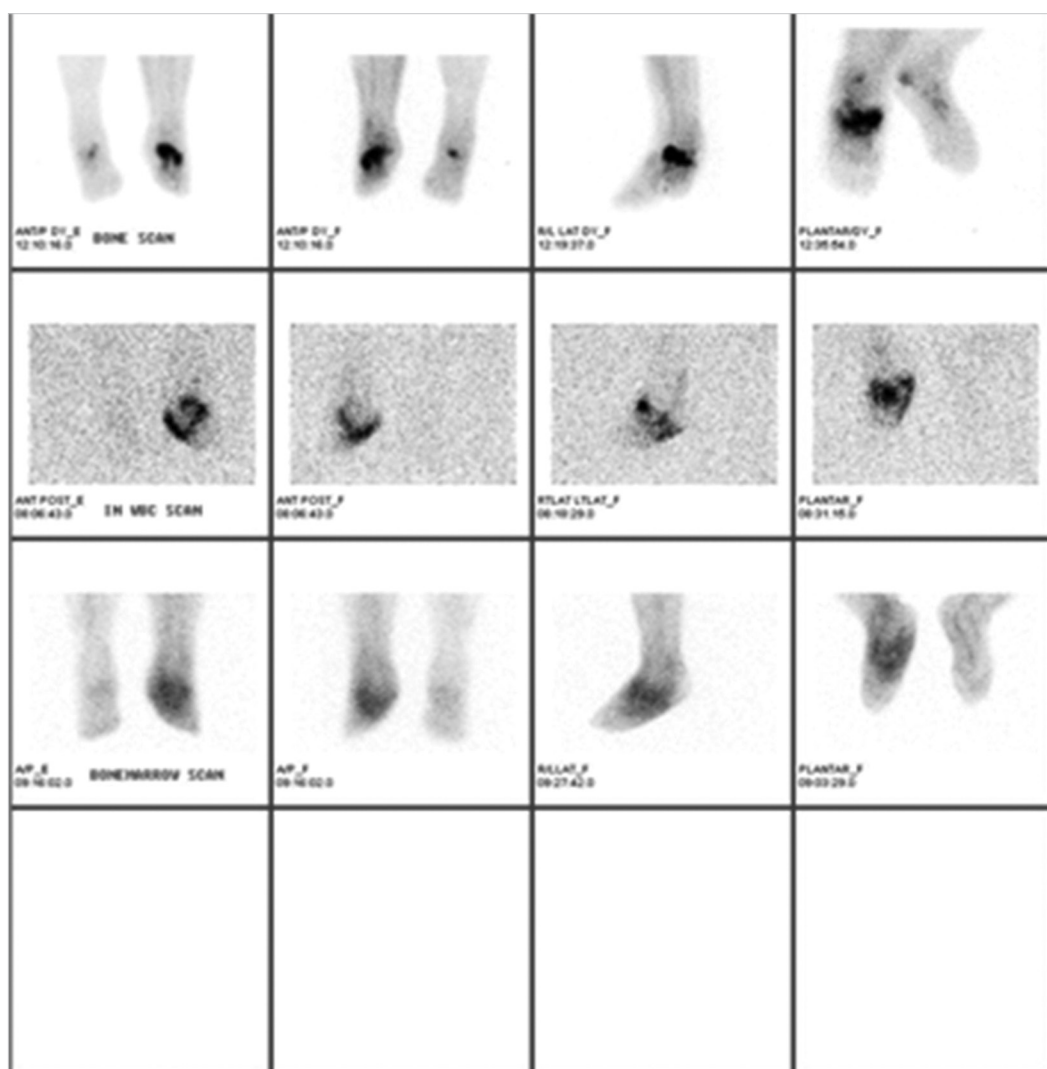 ANT/P DY_E
12:10:16.0 BONE SCAN
ANT/P DY_F
12:10:16.0
R/L LAT DY_F
12:19:37.0
PLANTAR/DY_F
12:35:54.0
ANT POST_E
08:06:43.0 IN WBC SCAN
ANT POST_F
08:06:43.0
RTLAT LTLAT_F
08:18:29.0
PLANTAR_F
08:31:15.0
A/P_E
09:16:02.0 BONEMARROW SCAN
A/P_F
09:16:02.0
R/LLAT_F
09:27:42.0
PLANTAR_F
09:03:29.0